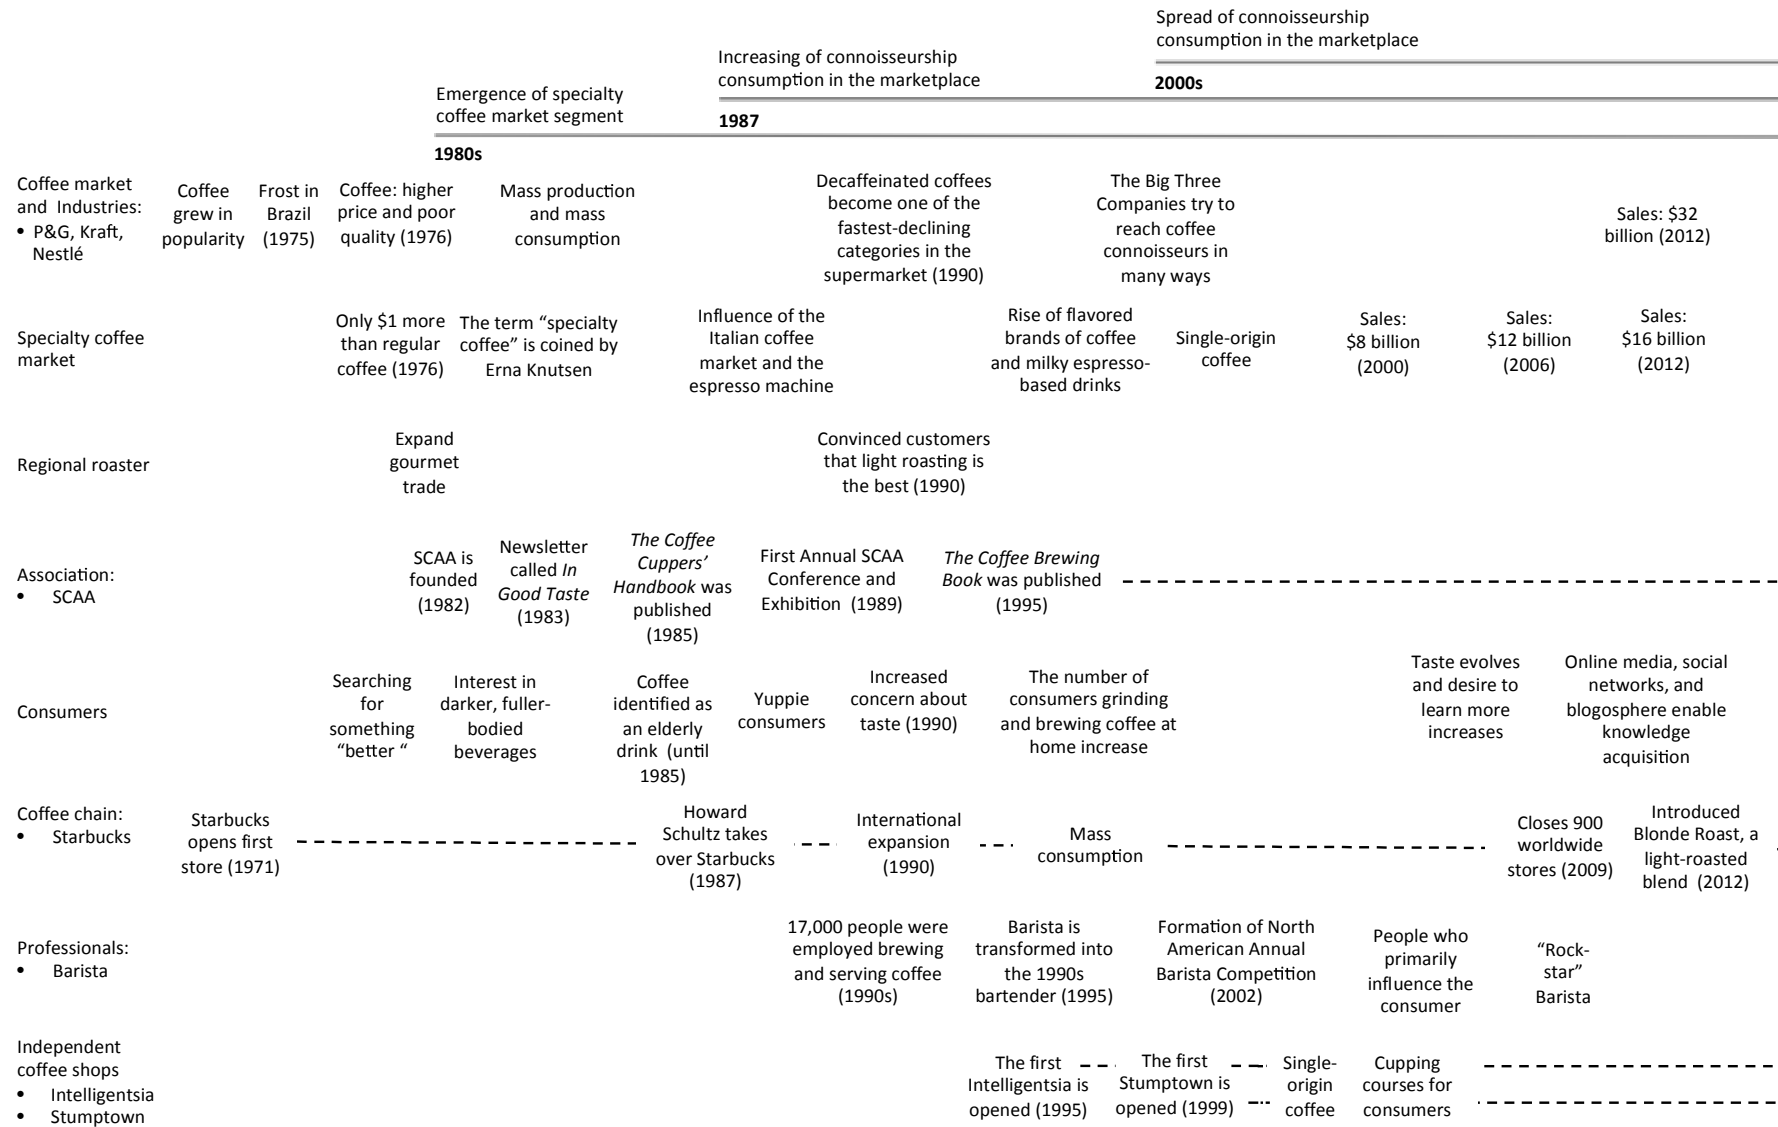 Spread of connoisseurship
consumption in the marketplace
2000s
Increasing of connoisseurship
consumption in the marketplace
1987
Emergence of specialty
coffee market segment
1980s
Coffee market
and Industries:
• P&G, Kraft,
Nestlé
Coffee
grew in
popularity
Frost in
Brazil
(1975)
Coffee: higher
price and poor
quality (1976)
Mass production
and mass
consumption
Decaffeinated coffees
become one of the
fastest-declining
categories in the
supermarket (1990)
The Big Three
Companies try to
reach coffee
connoisseurs in
many ways
Sales: $32
billion (2012)
Specialty coffee
market
Only $1 more
than regular
coffee (1976)
The term “specialty
coffee” is coined by
Erna Knutsen
Influence of the
Italian coffee
market and the
espresso machine
Rise of flavored
brands of coffee
and milky espresso-
based drinks
Single-origin
coffee
Sales:
$8 billion
(2000)
Sales:
$12 billion
(2006)
Sales:
$16 billion
(2012)
Regional roaster
Expand
gourmet
trade
Convinced customers
that light roasting is
the best (1990)
Association:
• SCAA
SCAA is
founded
(1982)
Newsletter
called In
Good Taste
(1983)
The Coffee
Cuppers’
Handbook was
published
(1985)
First Annual SCAA
Conference and
Exhibition (1989)
The Coffee Brewing
Book was published
(1995)
Consumers
Searching
for
something
“better “
Interest in
darker, fuller-
bodied
beverages
Coffee
identified as
an elderly
drink (until
1985)
Yuppie
consumers
Increased
concern about
taste (1990)
The number of
consumers grinding
and brewing coffee at
home increase
Taste evolves
and desire to
learn more
increases
Online media, social
networks, and
blogosphere enable
knowledge
acquisition
Coffee chain:
• Starbucks
Starbucks
opens first
store (1971)
Howard
Schultz takes
over Starbucks
(1987)
International
expansion
(1990)
Mass
consumption
Closes 900
worldwide
stores (2009)
Introduced
Blonde Roast, a
light-roasted
blend (2012)
Professionals:
• Barista
17,000 people were
employed brewing
and serving coffee
(1990s)
Barista is
transformed into
the 1990s
bartender (1995)
Formation of North
American Annual
Barista Competition
(2002)
People who
primarily
influence the
consumer
“Rock-
star”
Barista
Independent
coffee shops
• Intelligentsia
• Stumptown
The first
Intelligentsia is
opened (1995)
The first
Stumptown is
opened (1999)
Single-
origin
coffee
Cupping
courses for
consumers